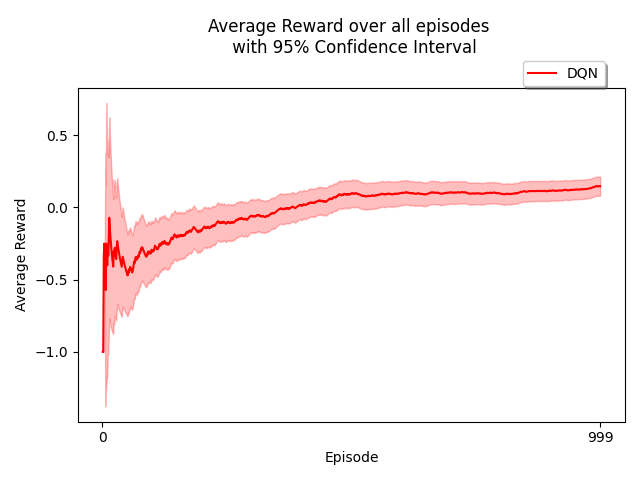 Average Reward over all episodes
with 95% Confidence Interval
DQN
0.5
0.0
−0.5
−1.0
Average Reward
0
999
Episode